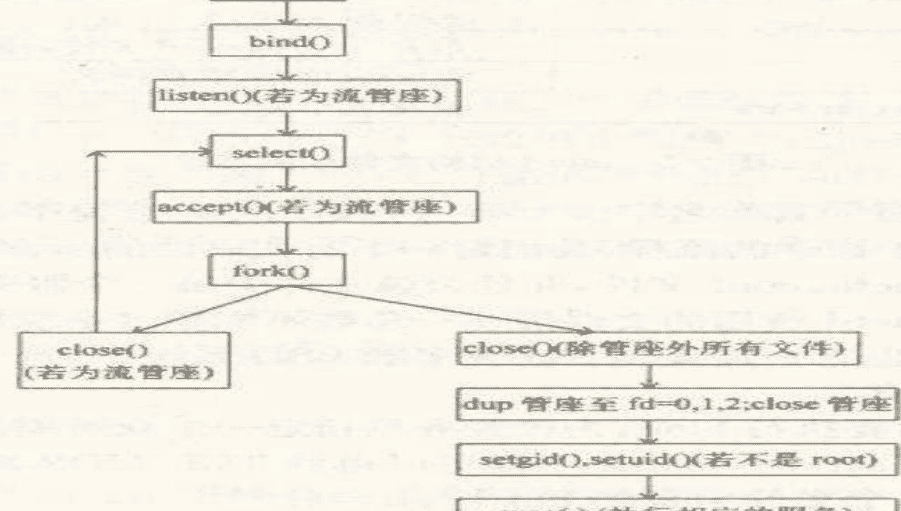 bind()
listen()(若为流管座)
select()
accept()(若为流管座)
fork()
close()
(若为流管座)
close()(除管座外所有文件)
dup 管座至 fd=0,1,2;close 管座
setgid(),setuid()(若不是 root)